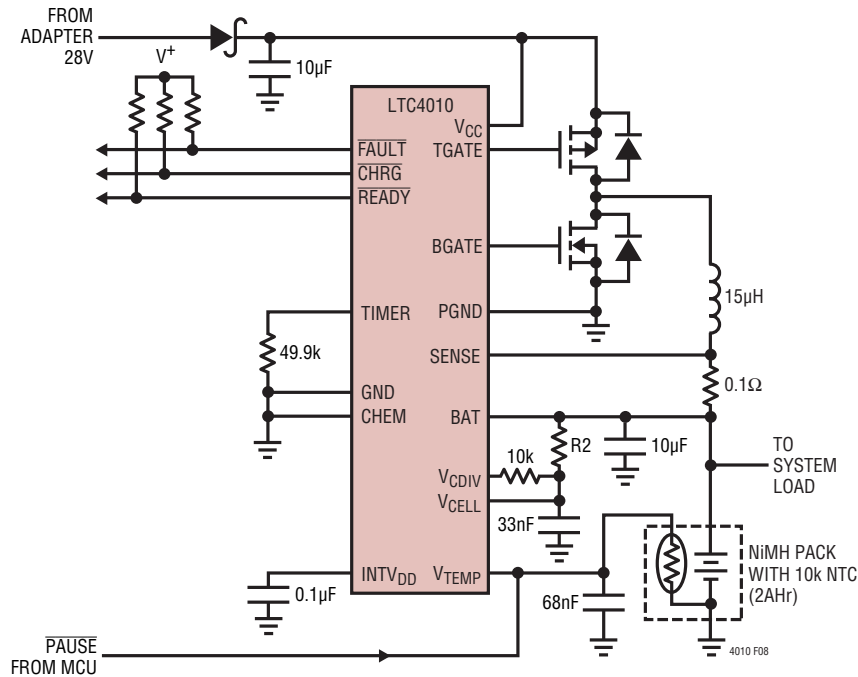 FROM
ADAPTER
28V
V+
10µF
LTC4010
VCC
FAULT
TGATE
CHRG
READY
BGATE
15µH
TIMER
PGND
49.9k
SENSE
0.1Ω
GND
CHEM
BAT
R2
10µF
TO
SYSTEM
LOAD
10k
VCDIV
VCELL
33nF
NiMH PACK
WITH 10k NTC
(2AHr)
INTVDD
VTEMP
0.1µF
68nF
4010 F08
PAUSE
FROM MCU